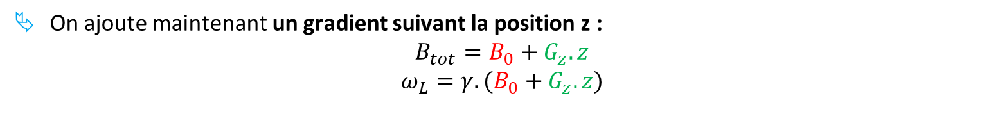 On ajoute maintenant un gradient suivant la position z :
B_tot = B_0 + G_z. z
ω_L = γ. (B_0 + G_z. z)